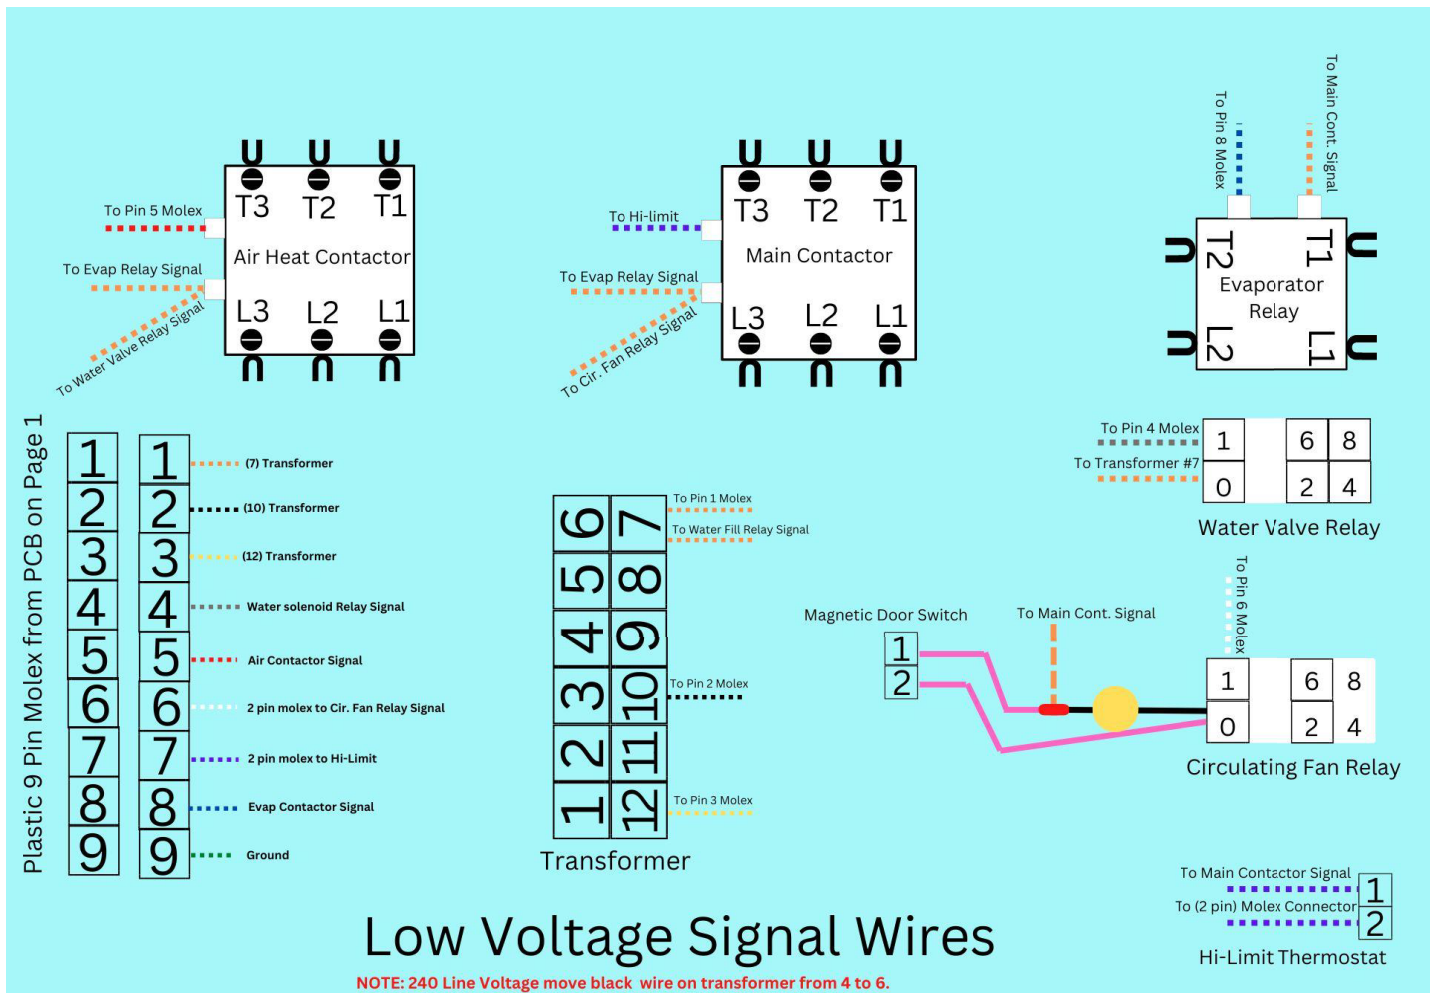 To Pin 5 Molex
To Evap Relay Signal
To Water Valve Relay Signal
T3 T2 T1
Air Heat Contactor
L3 L2 L1
To Hi-limit
To Evap Relay Signal
To Cir. Fan Relay Signal
T3 T2 T1
Main Contactor
L3 L2 L1
To Pin 8 Molex
To Main Cont. Signal
T2 T1
Evaporator
Relay
L2 L1
Plastic 9 Pin Molex from PCB on Page 1
1 1 (7) Transformer
2 2 (10) Transformer
3 3 (12) Transformer
4 4 Water solenoid Relay Signal
5 5 Air Contactor Signal
6 6 2 pin molex to Cir. Fan Relay Signal
7 7 2 pin molex to Hi-Limit
8 8 Evap Contactor Signal
9 9 Ground
To Pin 1 Molex
6 7 To Water Fill Relay Signal
5 8
4 9
3 10 To Pin 2 Molex
2 11
1 12 To Pin 3 Molex
Transformer
To Pin 4 Molex
To Transformer #7
1 6 8
0 2 4
Water Valve Relay
Magnetic Door Switch
1
2
To Main Cont. Signal
To Pin 6 Molex
1 6 8
0 2 4
Circulating Fan Relay
To Main Contactor Signal 1
To (2 pin) Molex Connector 2
Hi-Limit Thermostat
Low Voltage Signal Wires
NOTE: 240 Line Voltage move black wire on transformer from 4 to 6.